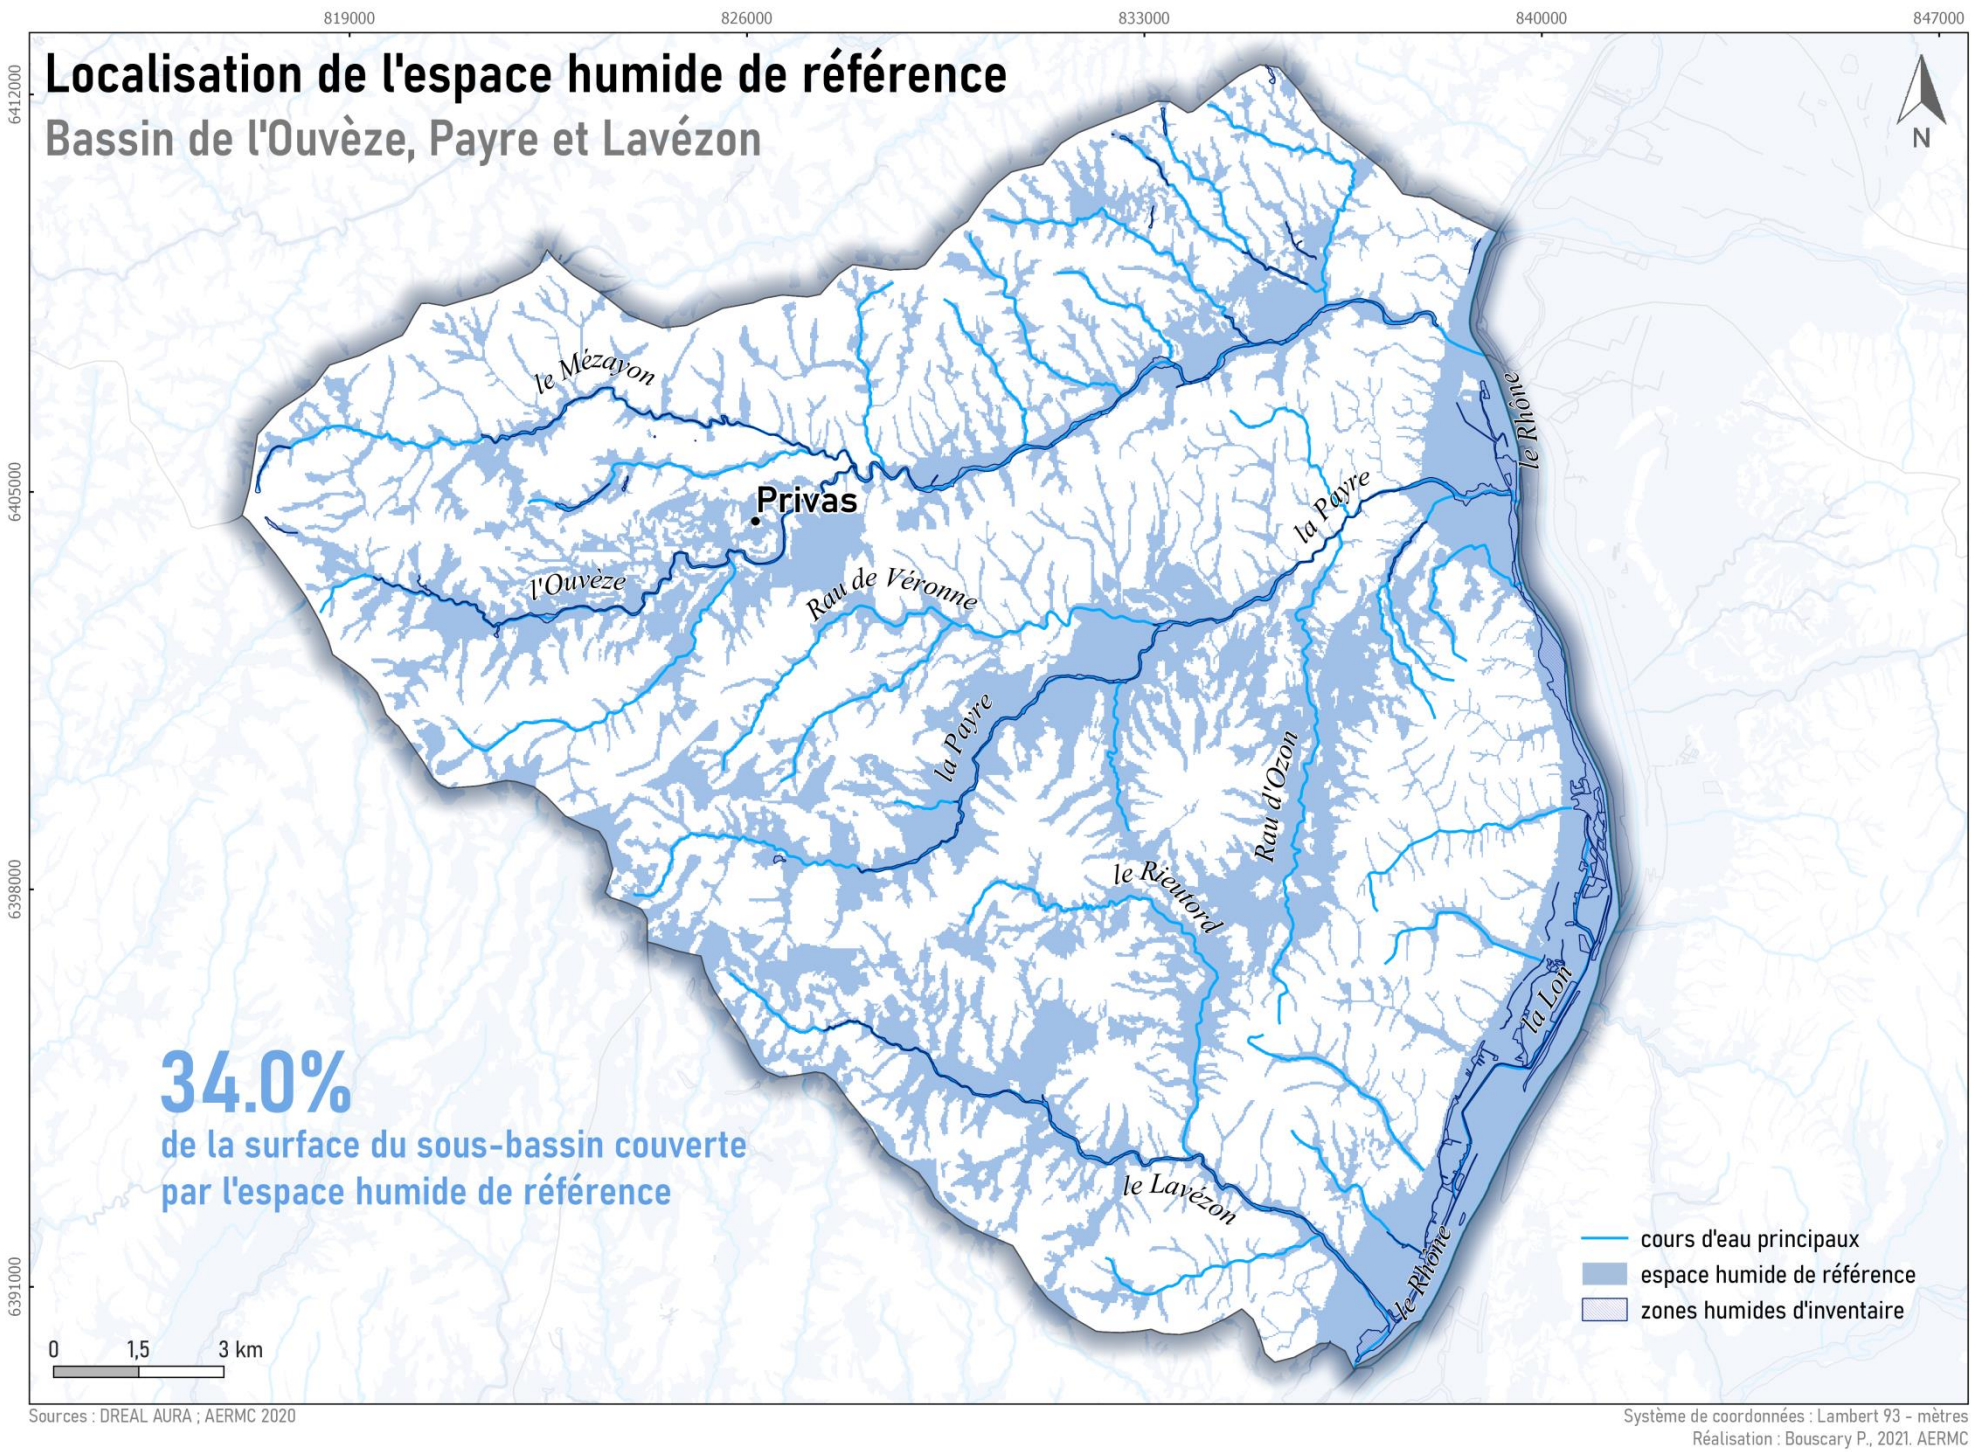 819000
826000
833000
840000
847000
Localisation de l'espace humide de référence
Bassin de l'Ouvèze, Payre et Lavézon
6412000
N
le Mézayon
le Rhône
6405000
Privas
la Payre
l'Ouvèze
Rau de Véronne
la Payre
Rau d'Ozon
6398000
le Rieutord
la Lon
34.0%
de la surface du sous-bassin couverte
par l'espace humide de référence
le Lavézon
le Rhône
6391000
cours d'eau principaux
espace humide de référence
zones humides d'inventaire
0 1,5 3 km
Sources : DREAL AURA ; AERMC 2020
Système de coordonnées : Lambert 93 - mètres
Réalisation : Bouscary P., 2021. AERMC